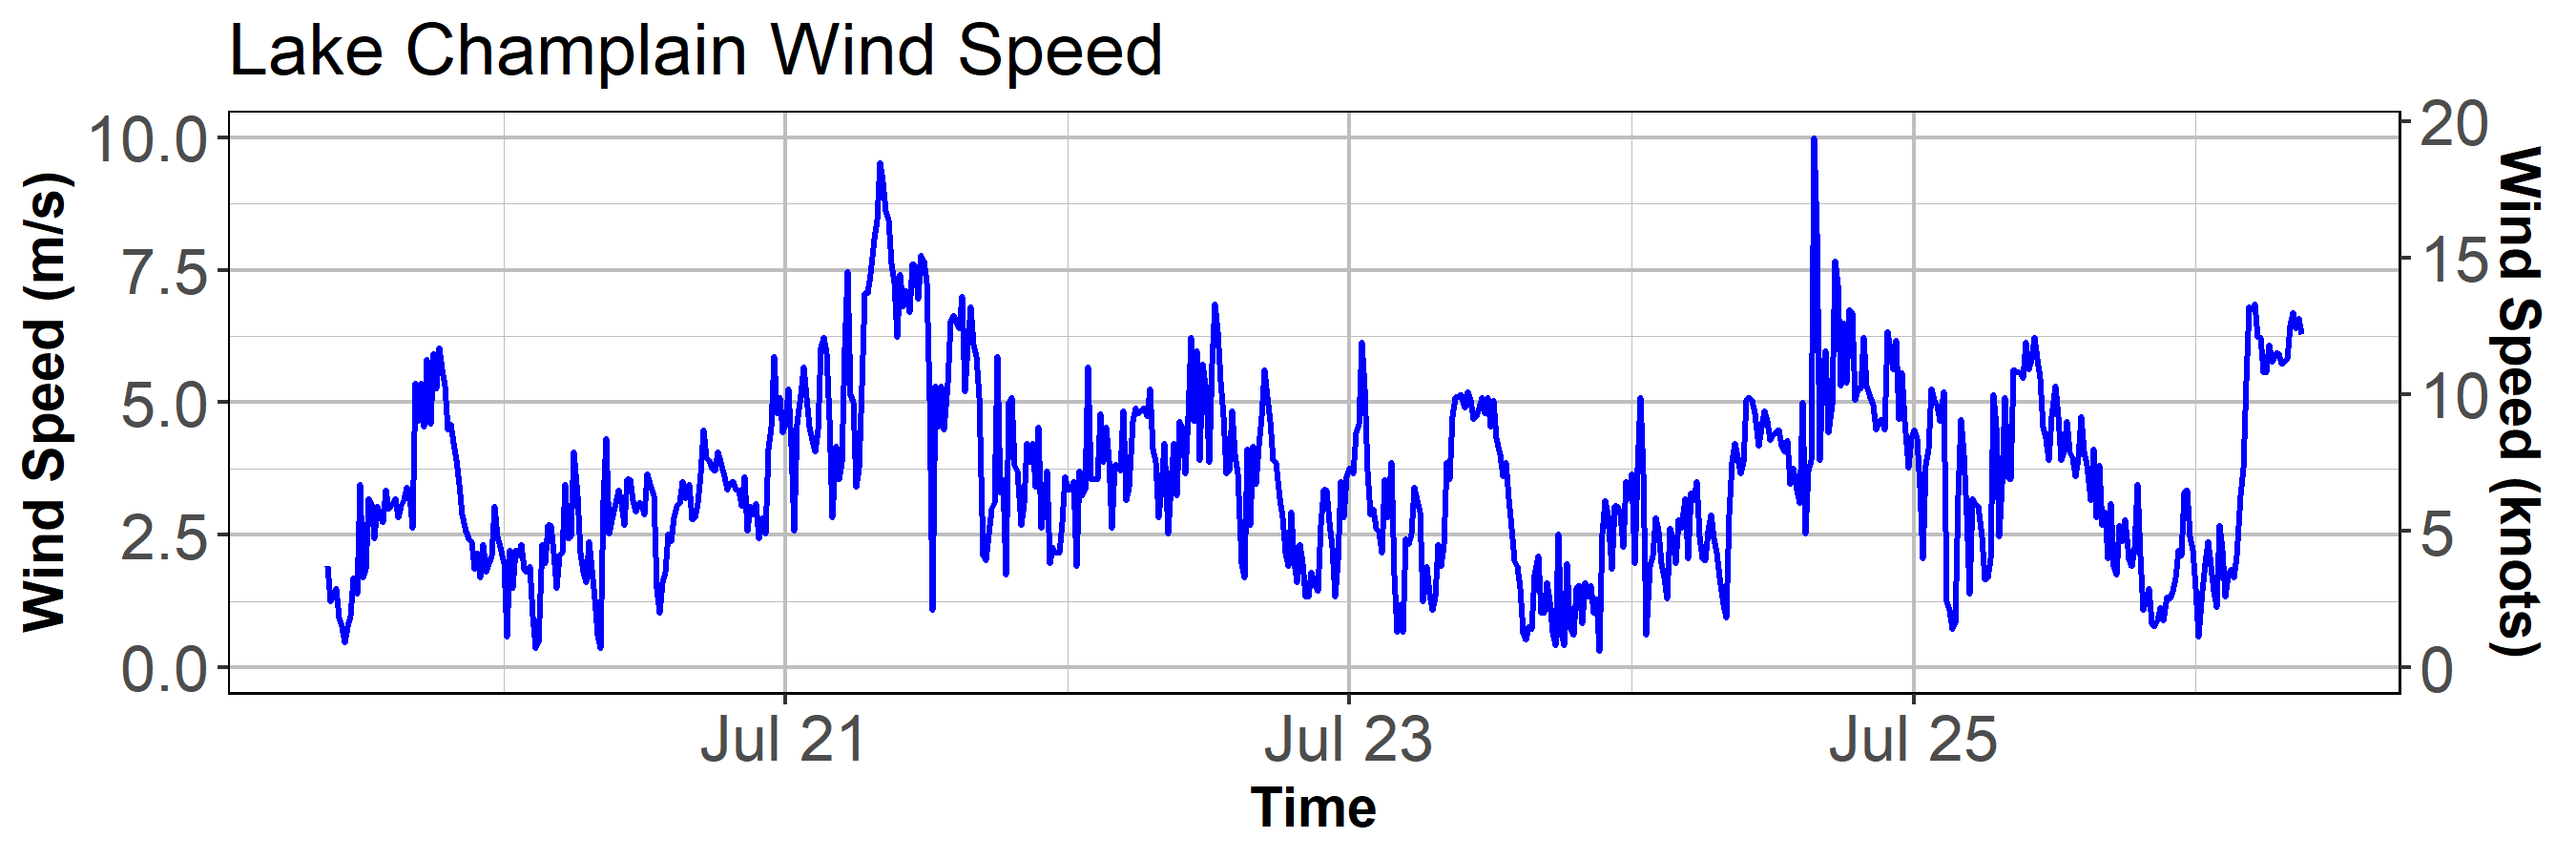 Lake Champlain Wind Speed
Wind Speed (m/s)
10.0
7.5
5.0
2.5
0.0
20
15
10
5
0
Wind Speed (knots)
Jul 21
Jul 23
Jul 25
Time